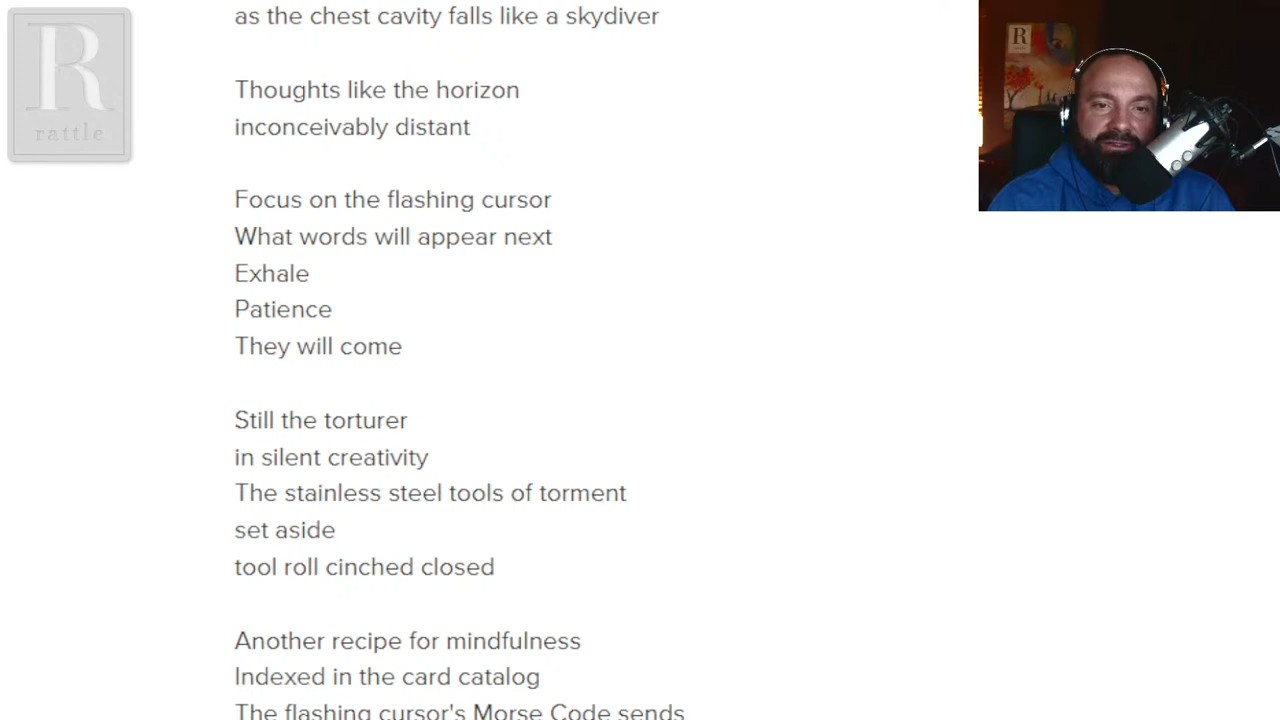 as the chest cavity falls like a skydiver
R
rattle
R
Thoughts like the horizon
inconceivably distant
Focus on the flashing cursor
What words will appear next
Exhale
Patience
They will come
Still the torturer
in silent creativity
The stainless steel tools of torment
set aside
tool roll cinched closed
Another recipe for mindfulness
Indexed in the card catalog
The flashing cursor's Morse Code sends